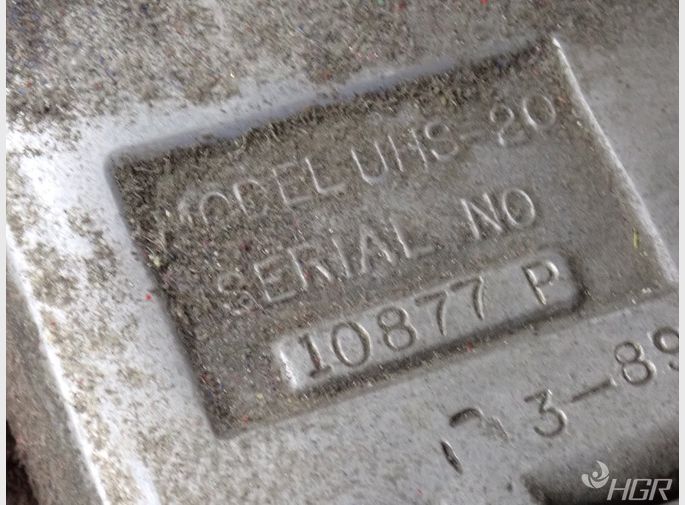 MODEL UHS-20
SERIAL NO
10877 P
3-89
HGR